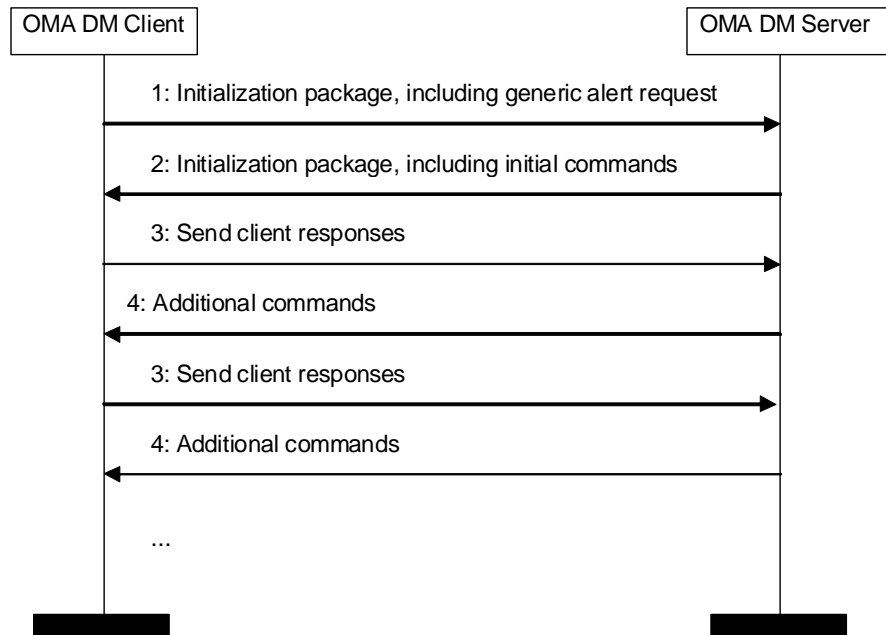 OMA DM Client
OMA DM Server
1: Initialization package, including generic alert request
2: Initialization package, including initial commands
3: Send client responses
4: Additional commands
3: Send client responses
4: Additional commands
...